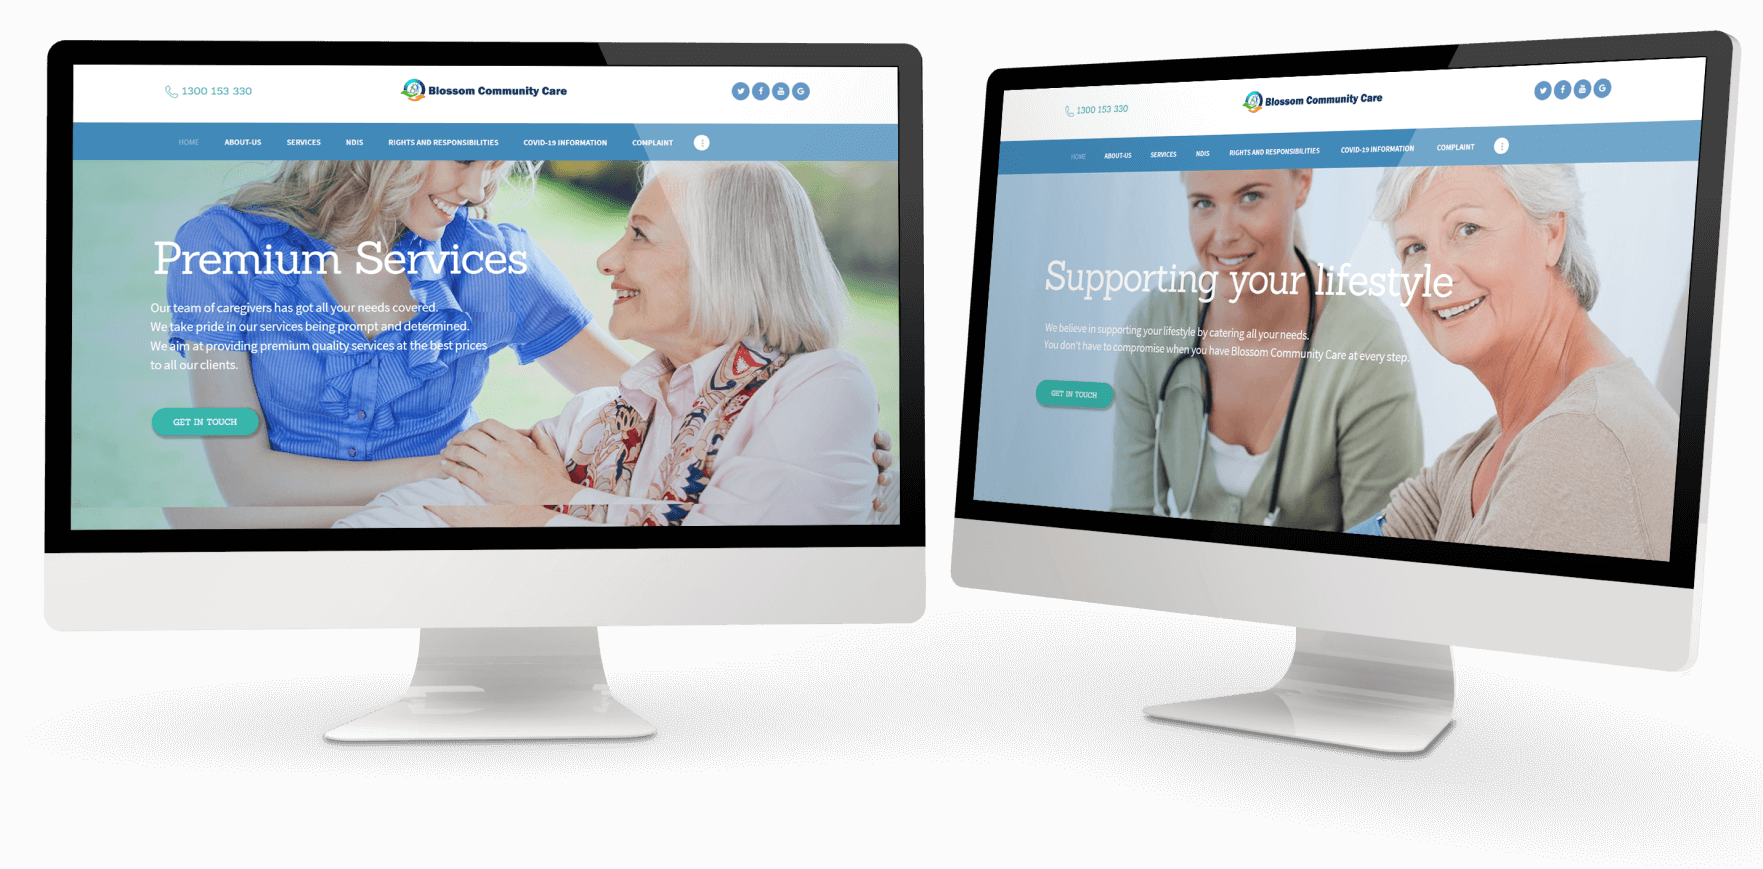 1300 153 330
Blossom Community Care
HOME ABOUT-US SERVICES NDIS RIGHTS AND RESPONSIBILITIES COVID-19 INFORMATION COMPLAINT
Premium Services
Our team of caregivers has got all your needs covered.
We take pride in our services being prompt and determined.
We aim at providing premium quality services at the best prices
to all our clients.
GET IN TOUCH
1300 153 330
Blossom Community Care
HOME ABOUT-US SERVICES NDIS RIGHTS AND RESPONSIBILITIES COVID-19 INFORMATION COMPLAINT
Supporting your lifestyle
We believe in supporting your lifestyle by catering all your needs.
You don't have to compromise when you have Blossom Community Care at every step.
GET IN TOUCH